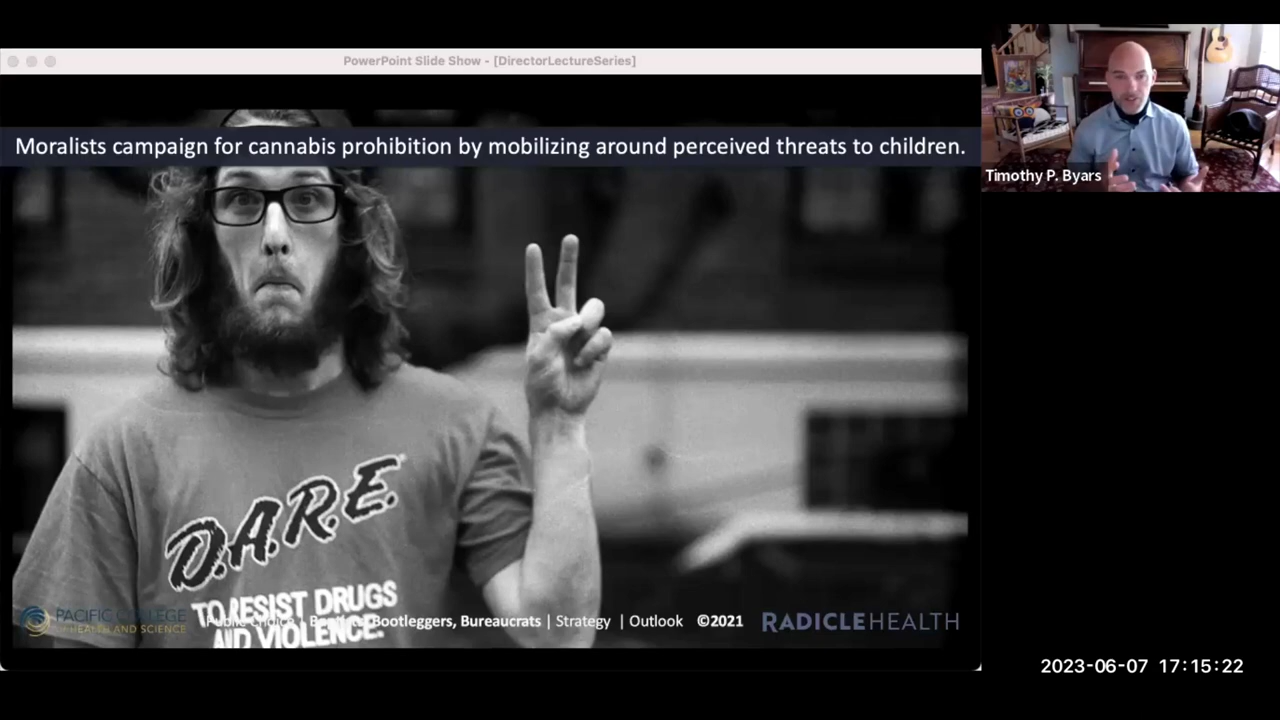 PowerPoint Slide Show - [DirectorLectureSeries]
Moralists campaign for cannabis prohibition by mobilizing around perceived threats to children.
Timothy P. Byars
D.A.R.E.
TO RESIST DRUGS
AND VIOLENCE.
PACIFIC COLLEGE
OF HEALTH AND SCIENCE
Public Choice | Baptists, Bootleggers, Bureaucrats | Strategy | Outlook ©2021
RADICLEHEALTH
2023-06-07 17:15:22